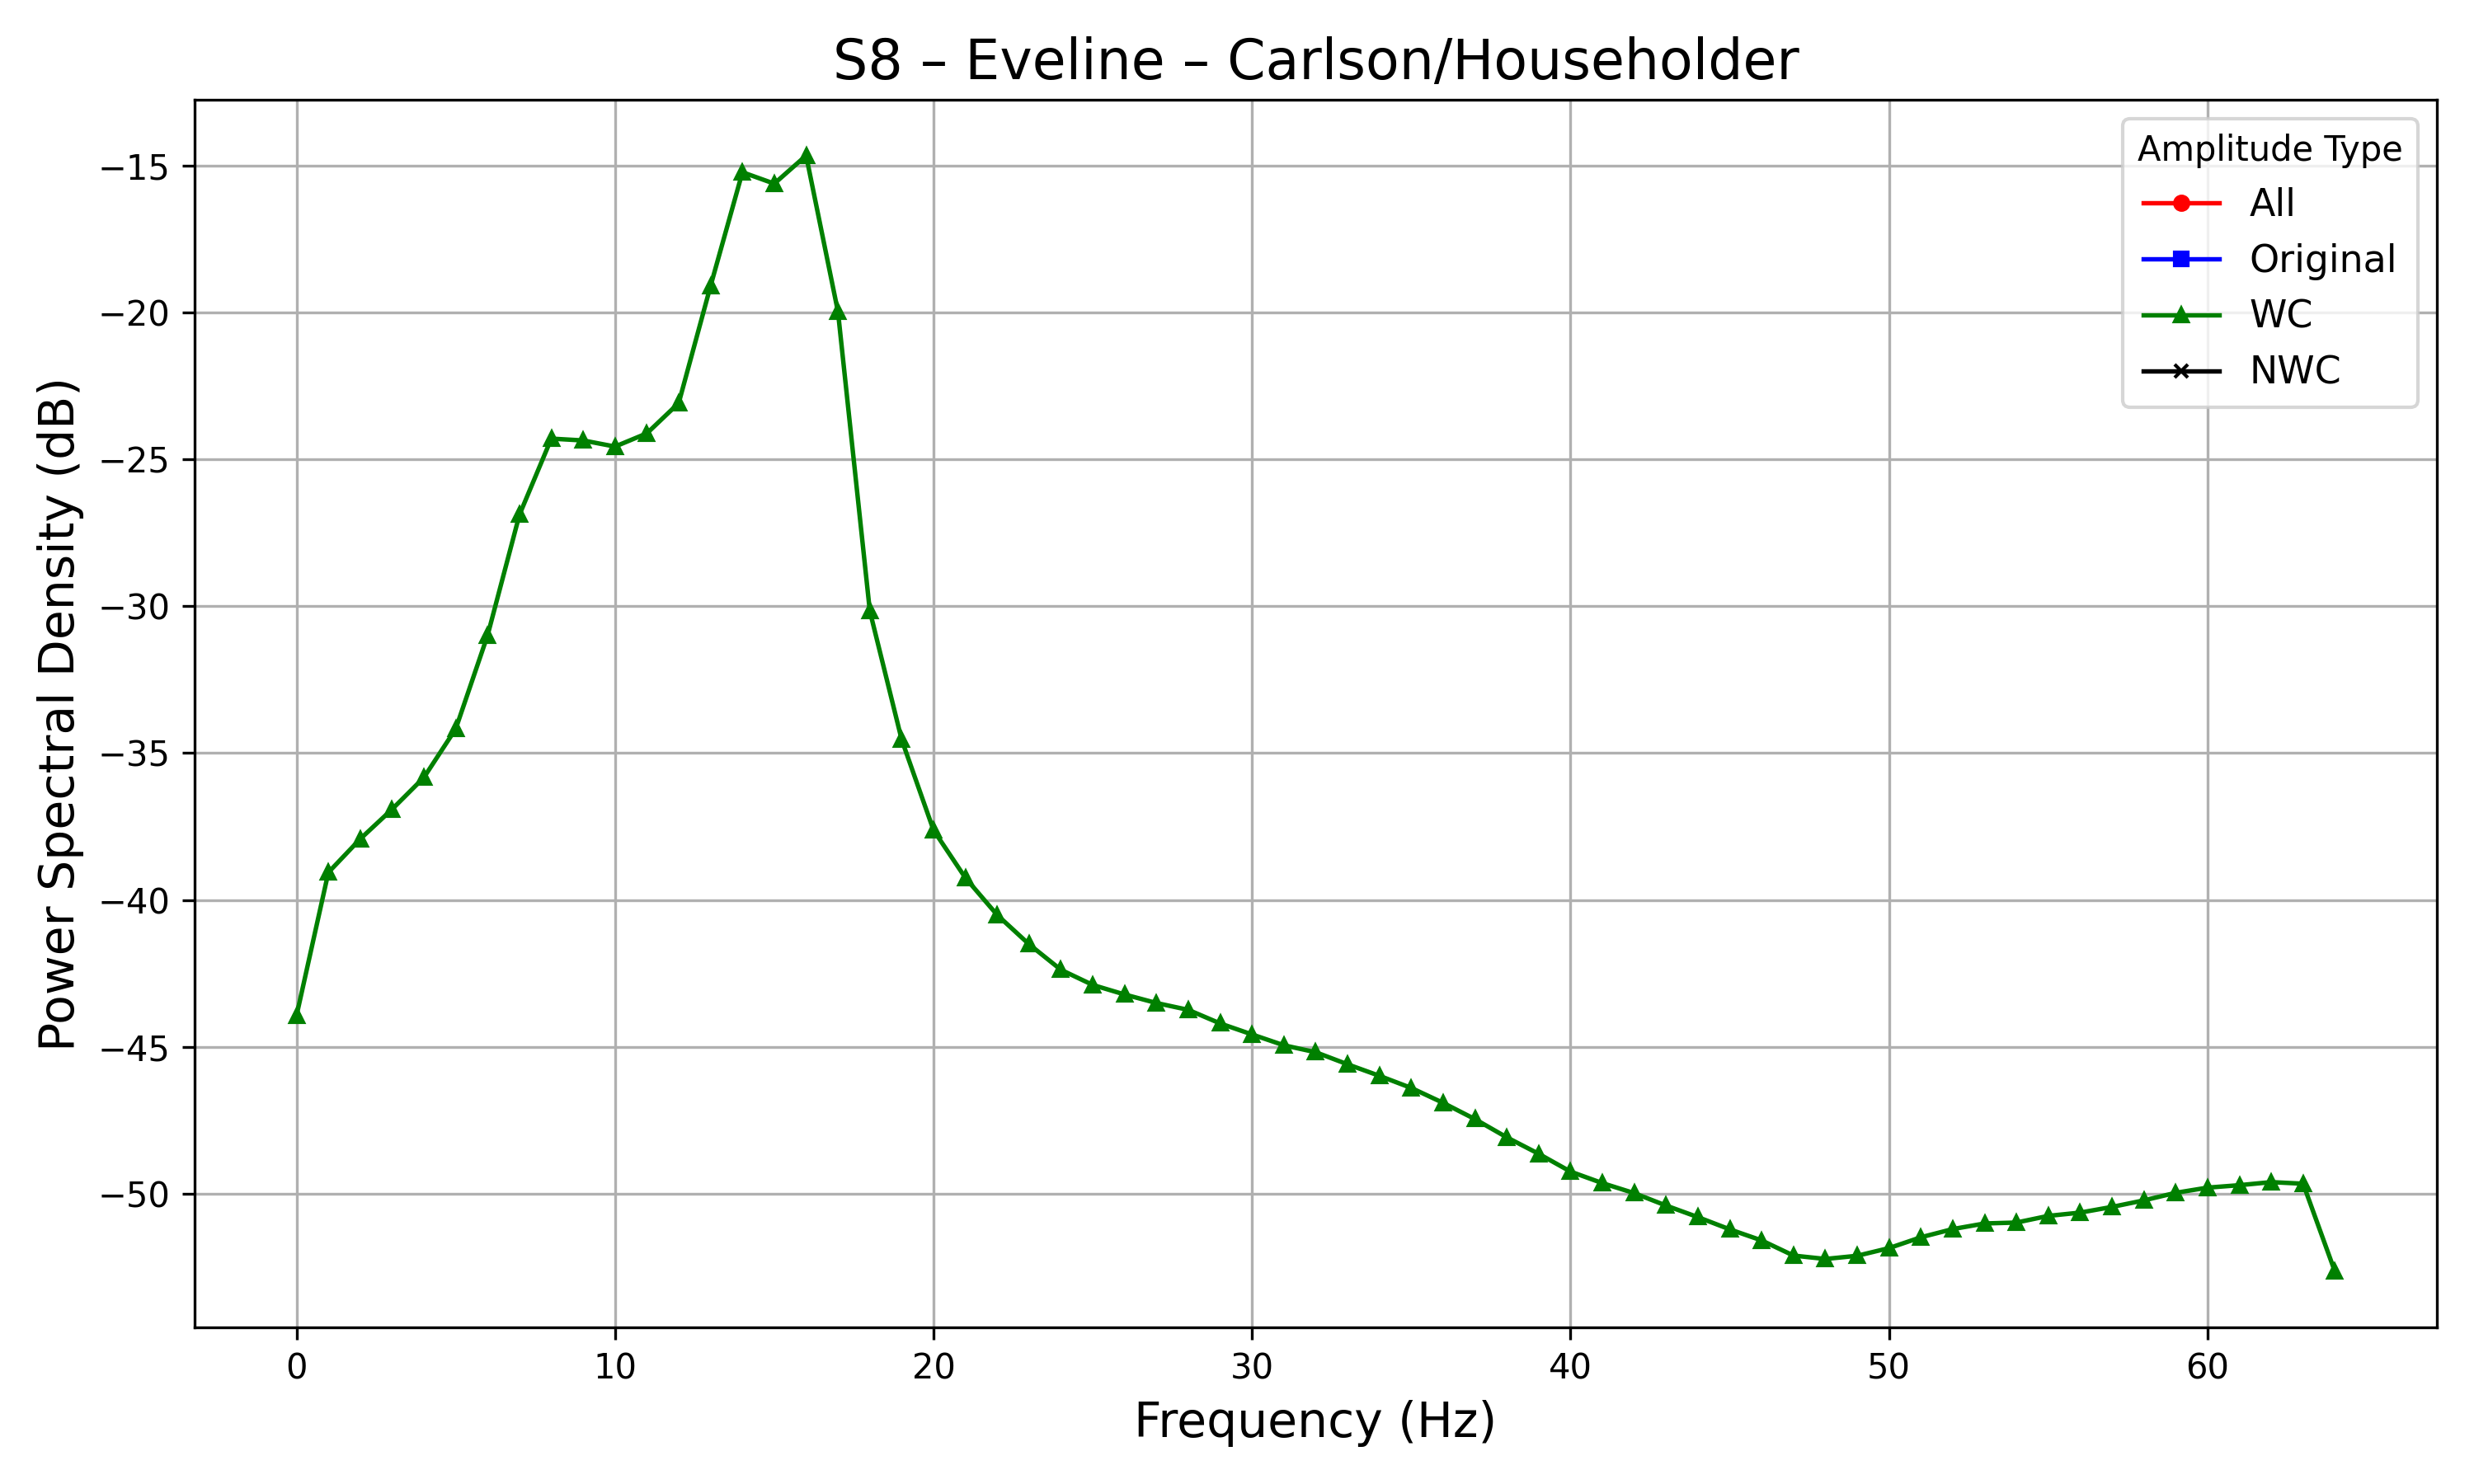 S8 – Eveline – Carlson/Householder
Amplitude Type
All
Original
WC
NWC
Power Spectral Density (dB)
−15
−20
−25
−30
−35
−40
−45
−50
0 10 20 30 40 50 60
Frequency (Hz)